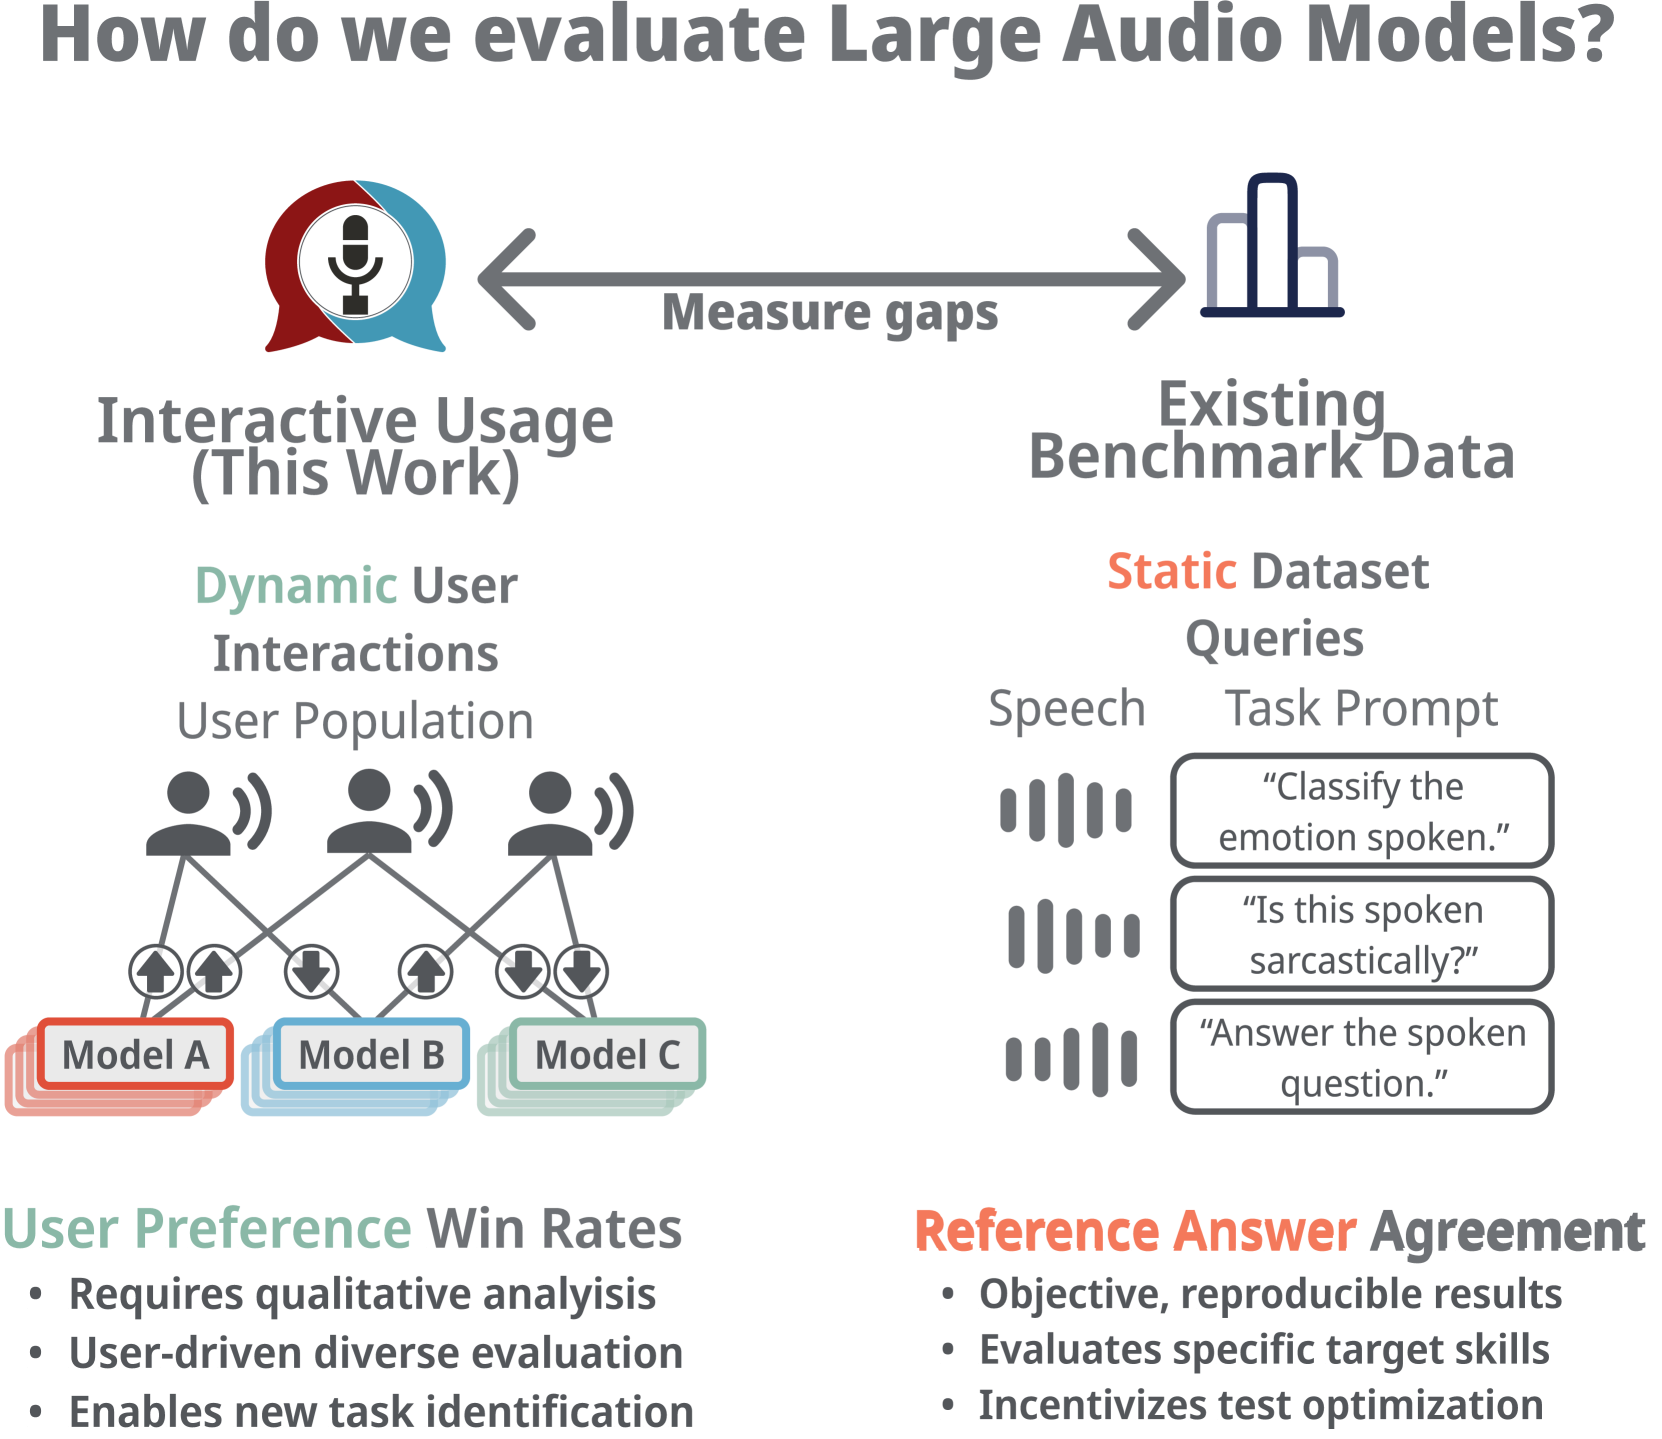 How do we evaluate Large Audio Models?
Measure gaps
Interactive Usage
(This Work)
Dynamic User
Interactions
User Population
Model A
Model B
Model C
User Preference Win Rates
• Requires qualitative analyisis
• User-driven diverse evaluation
• Enables new task identification
Existing
Benchmark Data
Static Dataset
Queries
Speech
Task Prompt
“Classify the
emotion spoken.”
“Is this spoken
sarcastically?”
“Answer the spoken
question.”
Reference Answer Agreement
• Objective, reproducible results
• Evaluates specific target skills
• Incentivizes test optimization